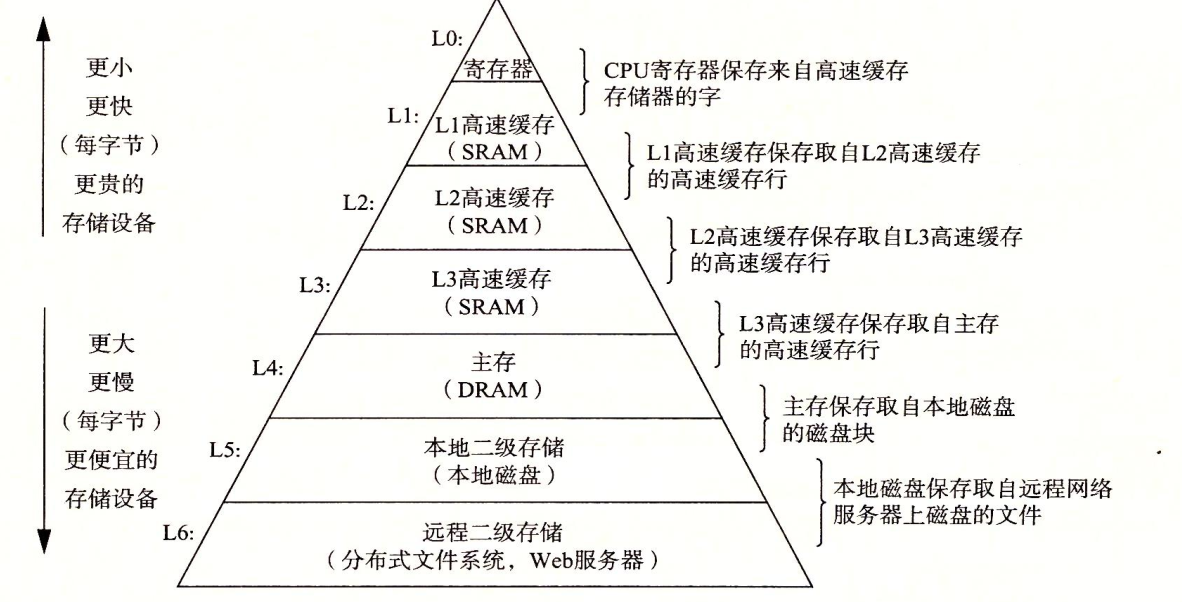 更小
更快
（每字节）
更贵的
存储设备
更大
更慢
（每字节）
更便宜的
存储设备
L0:
寄存器
CPU寄存器保存来自高速缓存
存储器的字
L1:
L1高速缓存
（SRAM）
L1高速缓存保存取自L2高速缓存
的高速缓存行
L2:
L2高速缓存
（SRAM）
L2高速缓存保存取自L3高速缓存
的高速缓存行
L3:
L3高速缓存
（SRAM）
L3高速缓存保存取自主存
的高速缓存行
L4:
主存
（DRAM）
主存保存取自本地磁盘
的磁盘块
L5:
本地二级存储
（本地磁盘）
本地磁盘保存取自远程网络
服务器上磁盘的文件
L6:
远程二级存储
（分布式文件系统，Web服务器）